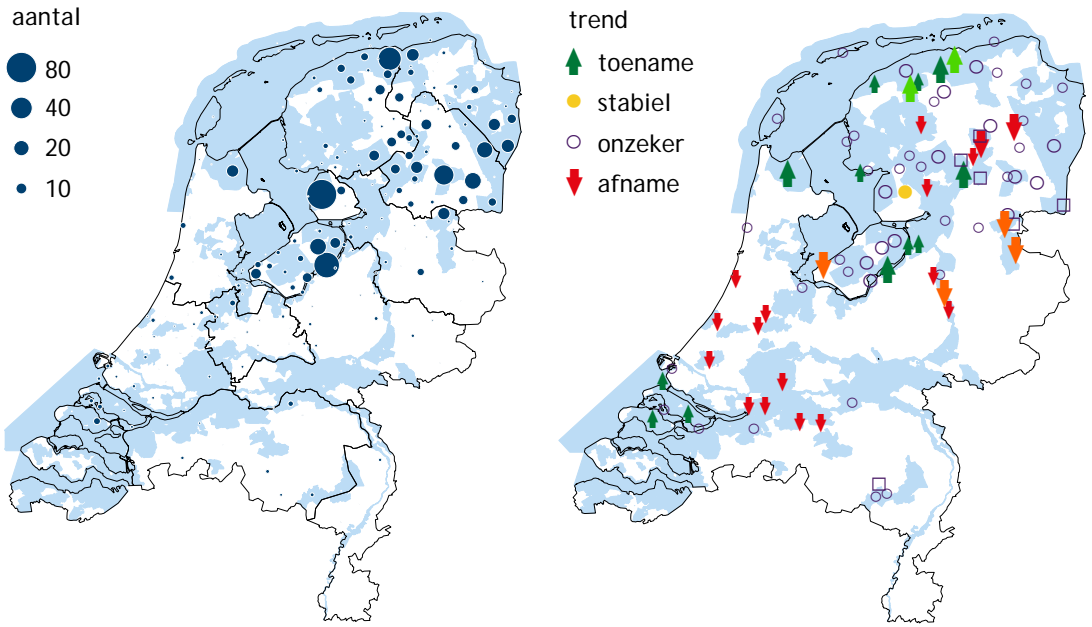 aantal
80
40
20
10
trend
toename
stabiel
onzeker
afname